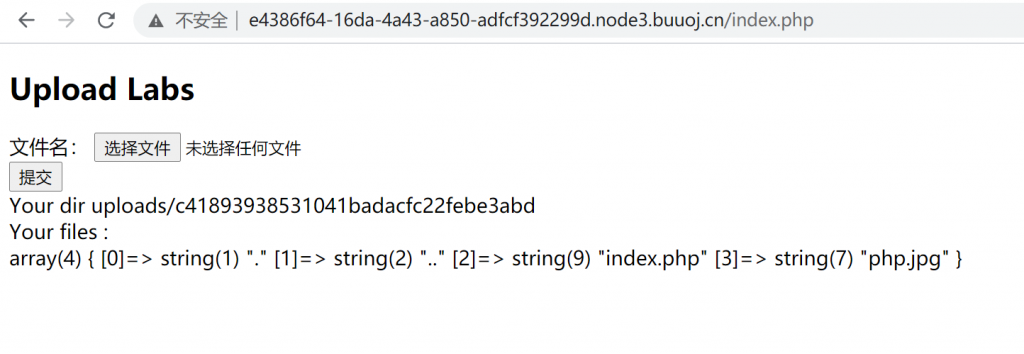 不安全 | e4386f64-16da-4a43-a850-adfcf392299d.node3.buuoj.cn/index.php
Upload Labs
文件名： 选择文件 未选择任何文件
提交
Your dir uploads/c41893938531041badacfc22febe3abd
Your files :
array(4) { [0]=> string(1) "." [1]=> string(2) ".." [2]=> string(9) "index.php" [3]=> string(7) "php.jpg" }